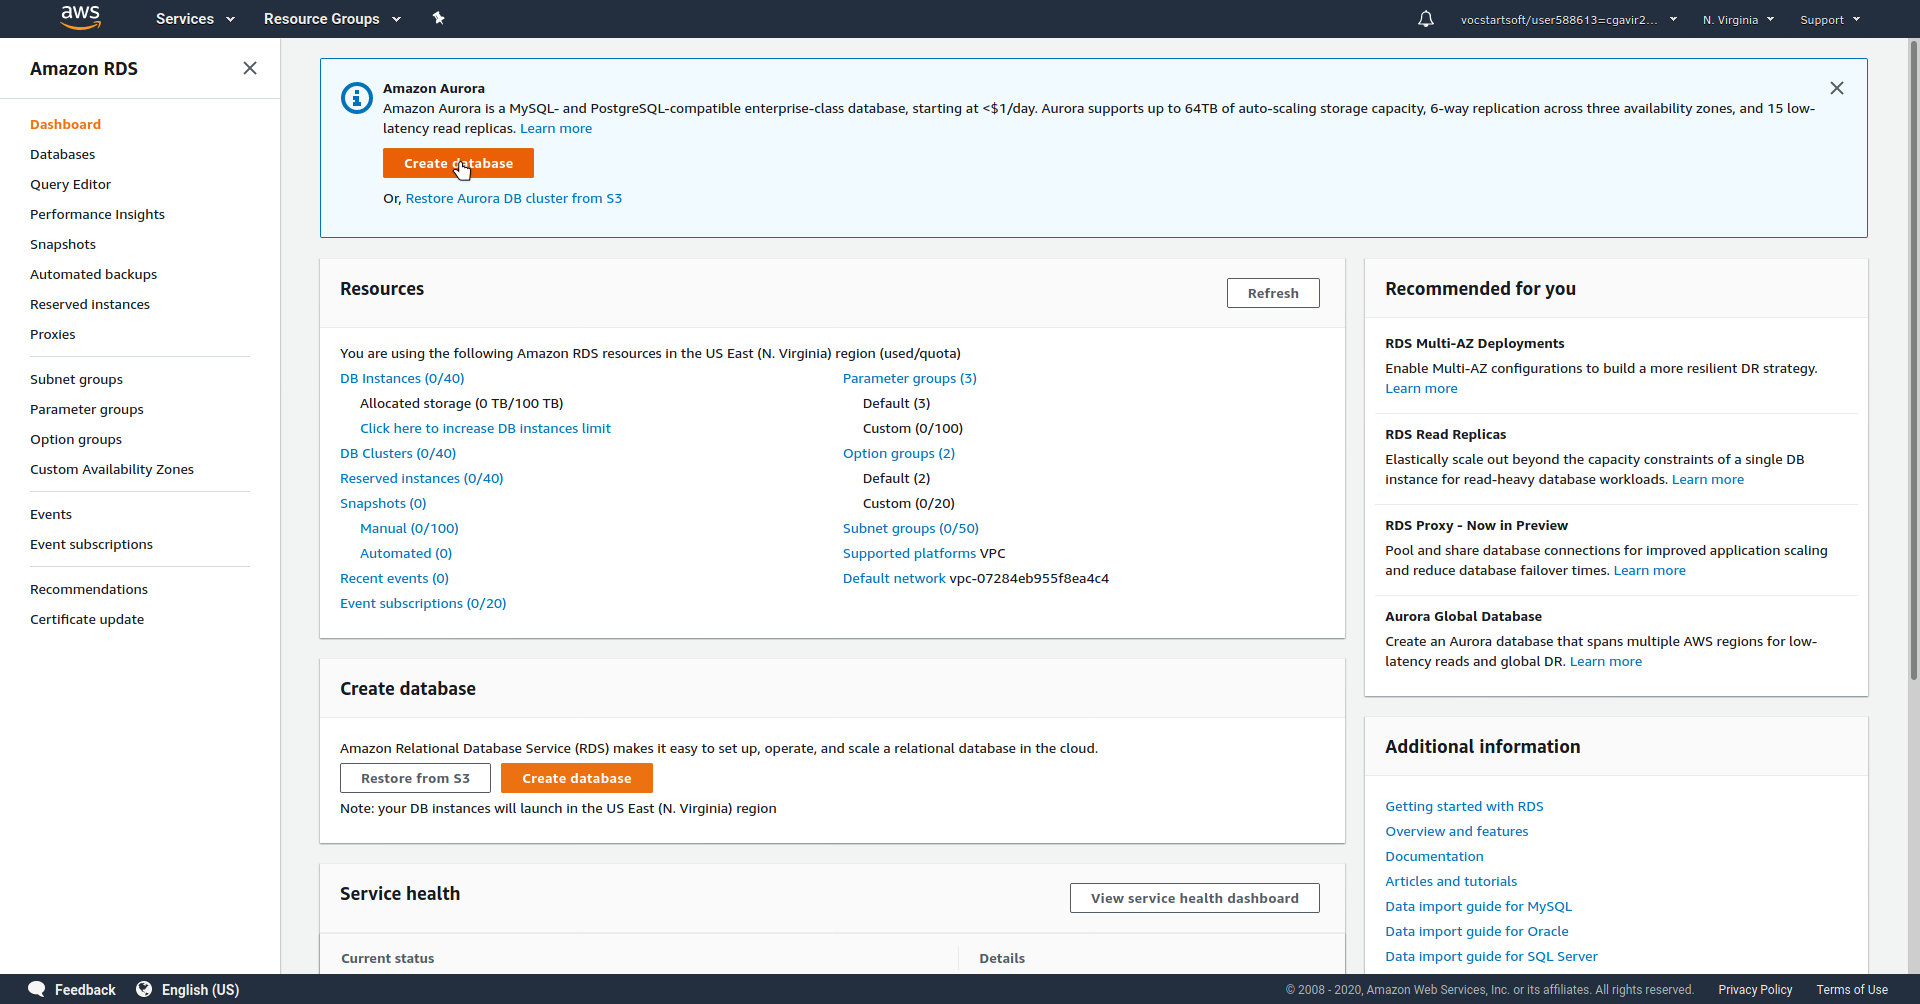 aws
Services
Resource Groups
vocstartsoft/user588613=cgavir2...
N. Virginia
Support
Amazon RDS
Dashboard
Databases
Query Editor
Performance Insights
Snapshots
Automated backups
Reserved instances
Proxies
Subnet groups
Parameter groups
Option groups
Custom Availability Zones
Events
Event subscriptions
Recommendations
Certificate update
Amazon Aurora
Amazon Aurora is a MySQL- and PostgreSQL-compatible enterprise-class database, starting at <$1/day. Aurora supports up to 64TB of auto-scaling storage capacity, 6-way replication across three availability zones, and 15 low-
latency read replicas. Learn more
Create database
Or, Restore Aurora DB cluster from S3
Resources
Refresh
You are using the following Amazon RDS resources in the US East (N. Virginia) region (used/quota)
DB Instances (0/40)
Allocated storage (0 TB/100 TB)
Click here to increase DB instances limit
DB Clusters (0/40)
Reserved instances (0/40)
Snapshots (0)
Manual (0/100)
Automated (0)
Recent events (0)
Event subscriptions (0/20)
Parameter groups (3)
Default (3)
Custom (0/100)
Option groups (2)
Default (2)
Custom (0/20)
Subnet groups (0/50)
Supported platforms VPC
Default network vpc-07284eb955f8ea4c4
Create database
Amazon Relational Database Service (RDS) makes it easy to set up, operate, and scale a relational database in the cloud.
Restore from S3
Create database
Note: your DB instances will launch in the US East (N. Virginia) region
Service health
View service health dashboard
Current status
Details
Recommended for you
RDS Multi-AZ Deployments
Enable Multi-AZ configurations to build a more resilient DR strategy.
Learn more
RDS Read Replicas
Elastically scale out beyond the capacity constraints of a single DB
instance for read-heavy database workloads. Learn more
RDS Proxy - Now in Preview
Pool and share database connections for improved application scaling
and reduce database failover times. Learn more
Aurora Global Database
Create an Aurora database that spans multiple AWS regions for low-
latency reads and global DR. Learn more
Additional information
Getting started with RDS
Overview and features
Documentation
Articles and tutorials
Data import guide for MySQL
Data import guide for Oracle
Data import guide for SQL Server
Feedback
English (US)
© 2008 - 2020, Amazon Web Services, Inc. or its affiliates. All rights reserved.
Privacy Policy
Terms of Use